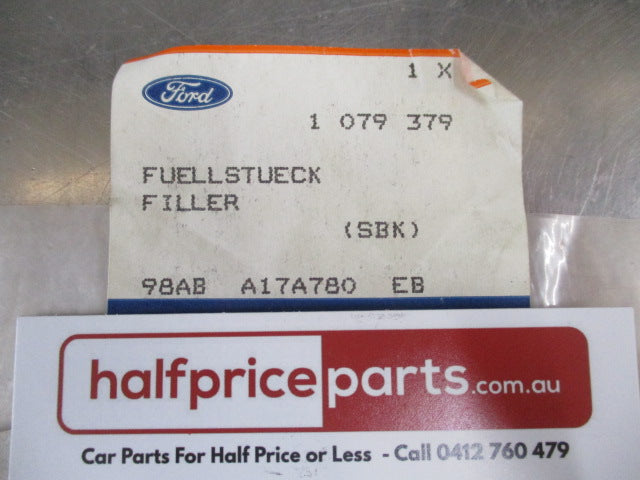 1 X
Ford
1 079 379
FUELLSTUECK
FILLER
(SBK)
98AB A17A780 EB
halfpriceparts.com.au
Car Parts For Half Price or Less - Call 0412 760 479